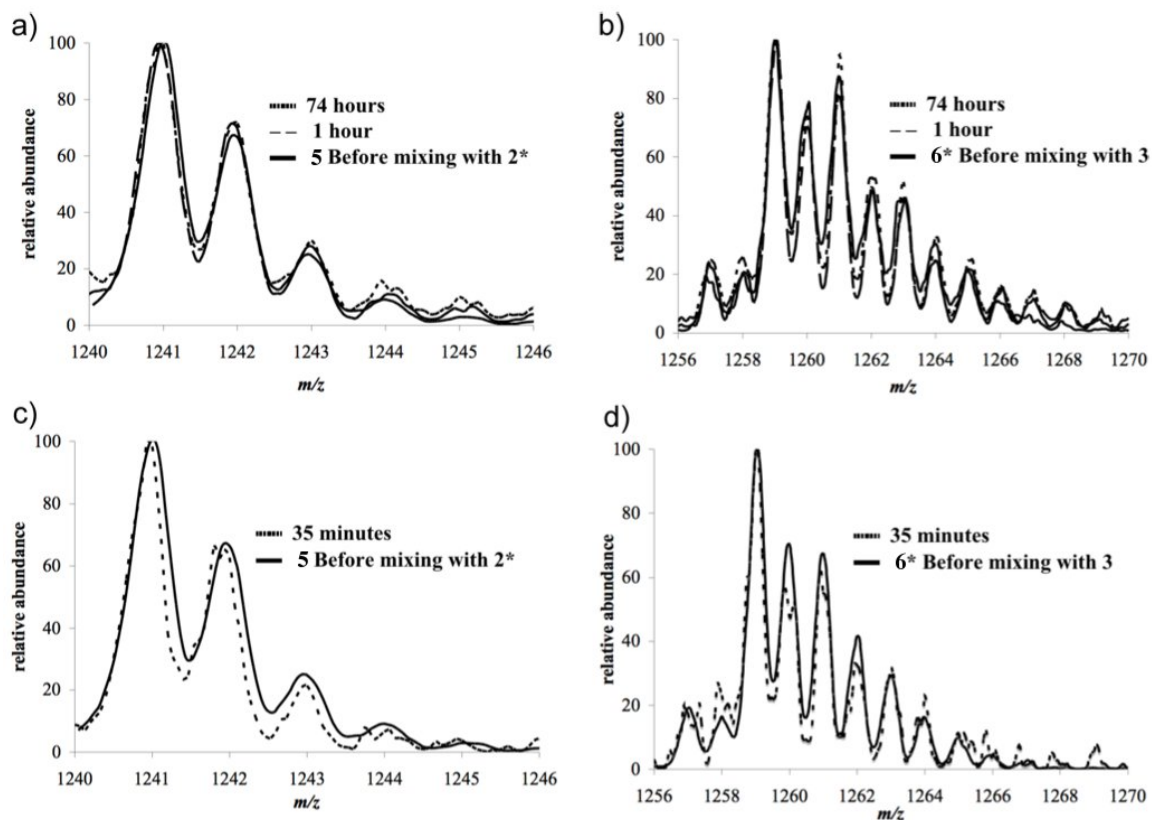 a)
relative abundance
100
80
60
40
20
0
74 hours
1 hour
5 Before mixing with 2*
1240 1241 1242 1243 1244 1245 1246
m/z
b)
relative abundance
100
80
60
40
20
0
74 hours
1 hour
6* Before mixing with 3
1256 1258 1260 1262 1264 1266 1268 1270
m/z
c)
relative abundance
100
80
60
40
20
0
35 minutes
5 Before mixing with 2*
1240 1241 1242 1243 1244 1245 1246
m/z
d)
relative abundance
100
80
60
40
20
0
35 minutes
6* Before mixing with 3
1256 1258 1260 1262 1264 1266 1268 1270
m/z